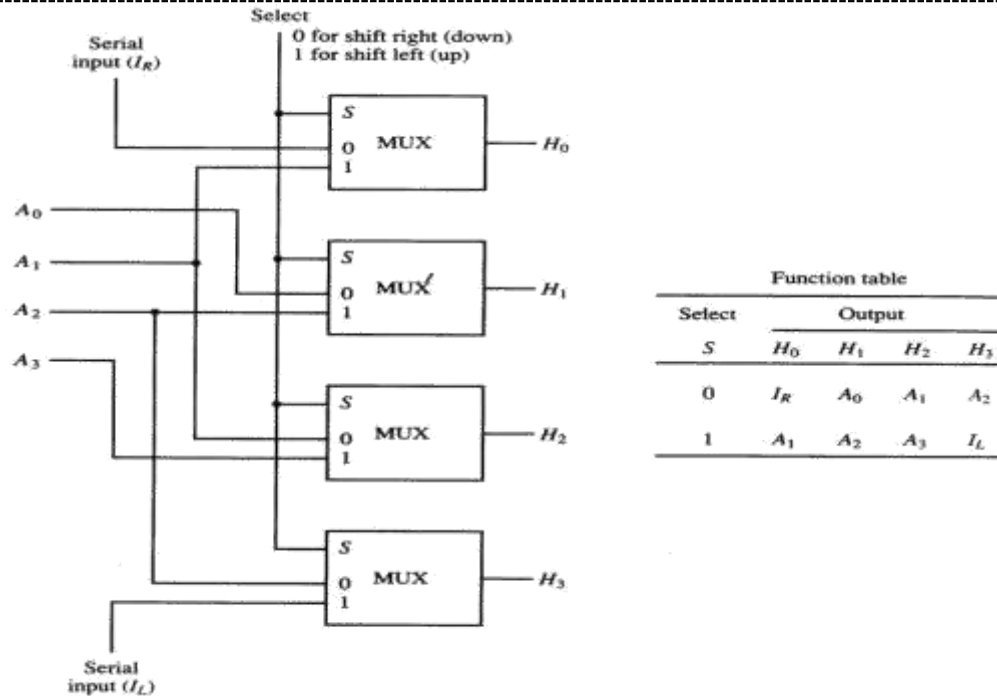 Select
0 for shift right (down)
1 for shift left (up)
Serial
input (I_R)
S
MUX
0
1
H_0
A_0
S
A_1
MUX
0
H_1
1
A_2
A_3
S
MUX
0
H_2
1
S
MUX
0
H_3
1
Serial
input (I_L)
Function table
Select Output
S H_0 H_1 H_2 H_3
0 I_R A_0 A_1 A_2
1 A_1 A_2 A_3 I_L